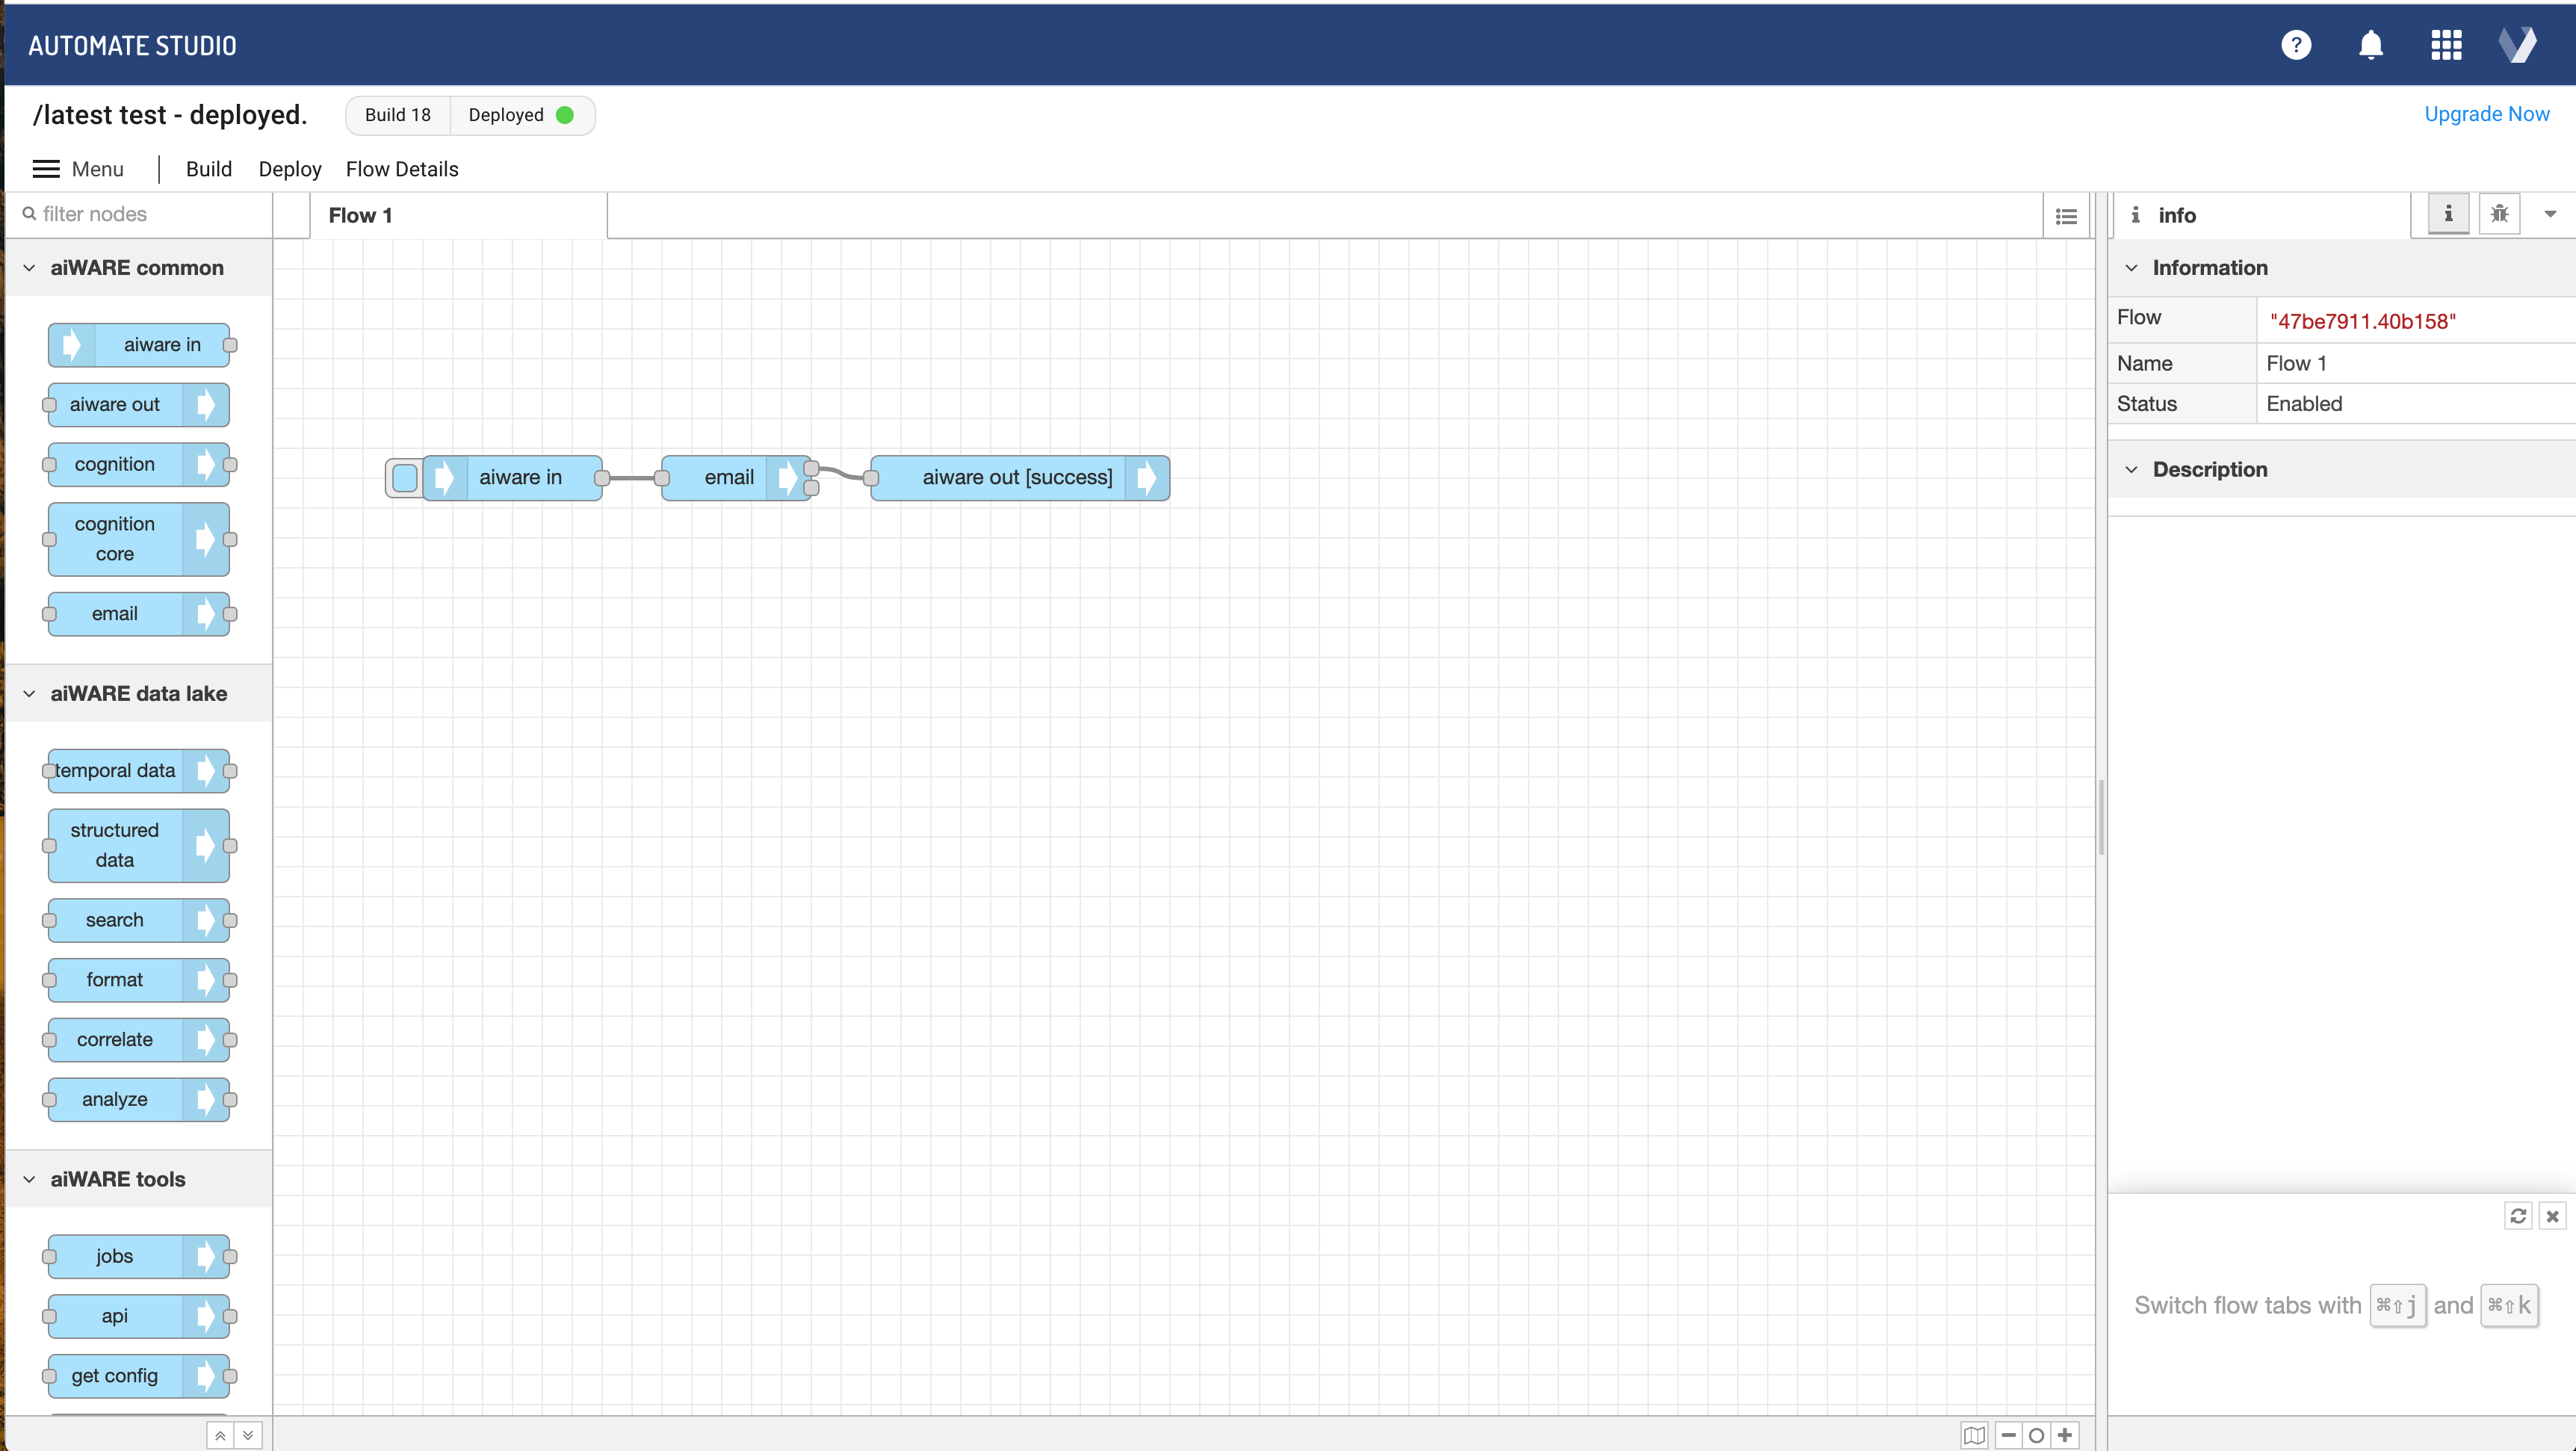 AUTOMATE STUDIO
?
/latest test - deployed.
Build 18
Deployed
Upgrade Now
Menu
Build
Deploy
Flow Details
filter nodes
Flow 1
i
info
i
aiWARE common
aiware in
aiware out
cognition
cognition
core
email
aiWARE data lake
temporal data
structured
data
search
format
correlate
analyze
aiWARE tools
jobs
api
get config
aiware in
email
aiware out [success]
Information
Flow
"47be7911.40b158"
Name
Flow 1
Status
Enabled
Description
Switch flow tabs with ⌘⇧j and ⌘⇧k